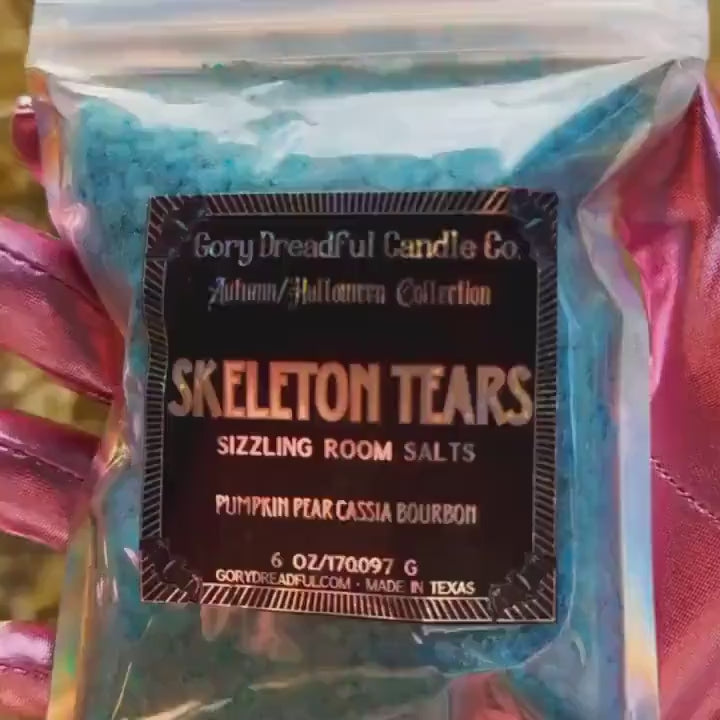 Gory Dreadful Candle Co.
Autumn/Halloween Collection
SKELETON TEARS
SIZZLING ROOM SALTS
PUMPKIN PEAR CASSIA BOURBON
6 OZ/170.097 G
GORYDREADFUL.COM · MADE IN TEXAS